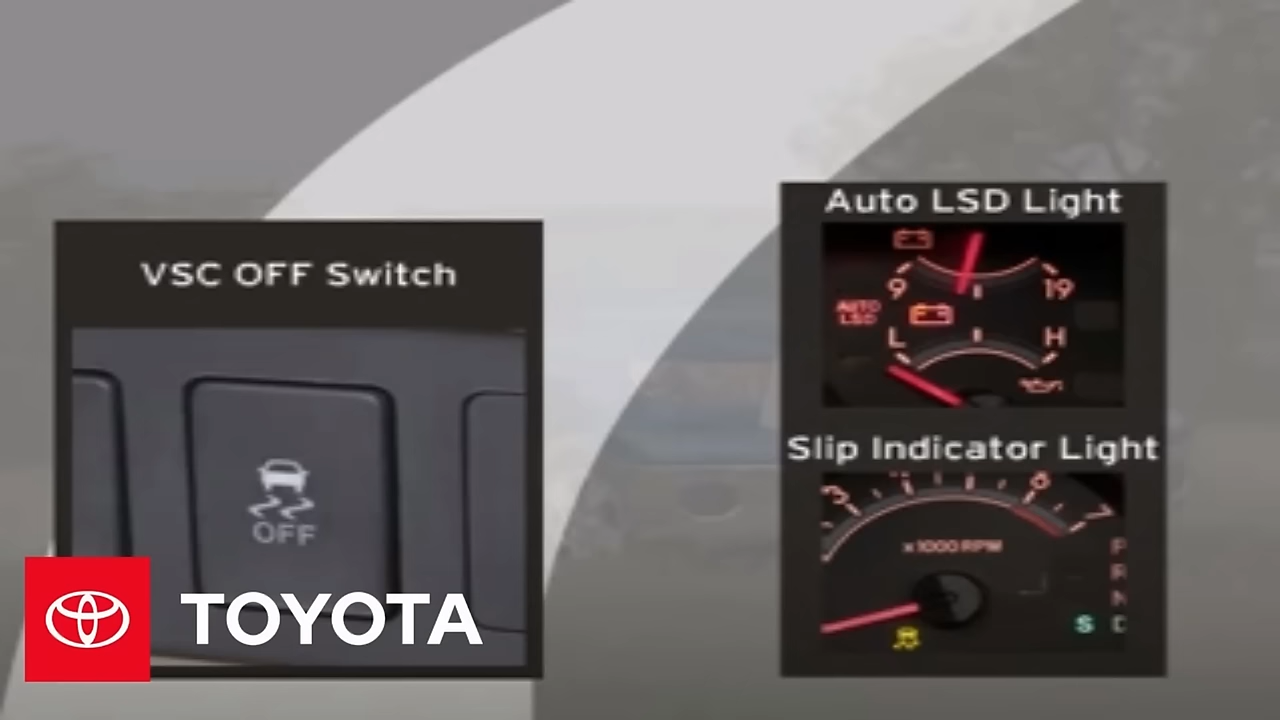 VSC OFF Switch
OFF
TOYOTA
Auto LSD Light
9
19
AUTO
LSD
L
H
Slip Indicator Light
6
7
x1000 RPM
P
R
N
S D